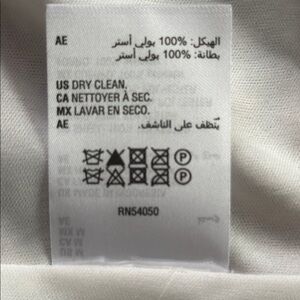 AE الهيكل: 100% بولي أستر
بطانة: 100% بولي أستر
US DRY CLEAN.
CA NETTOYER À SEC.
MX LAVAR EN SECO.
AE يُنظف على الناشف.
P
P
RN54050